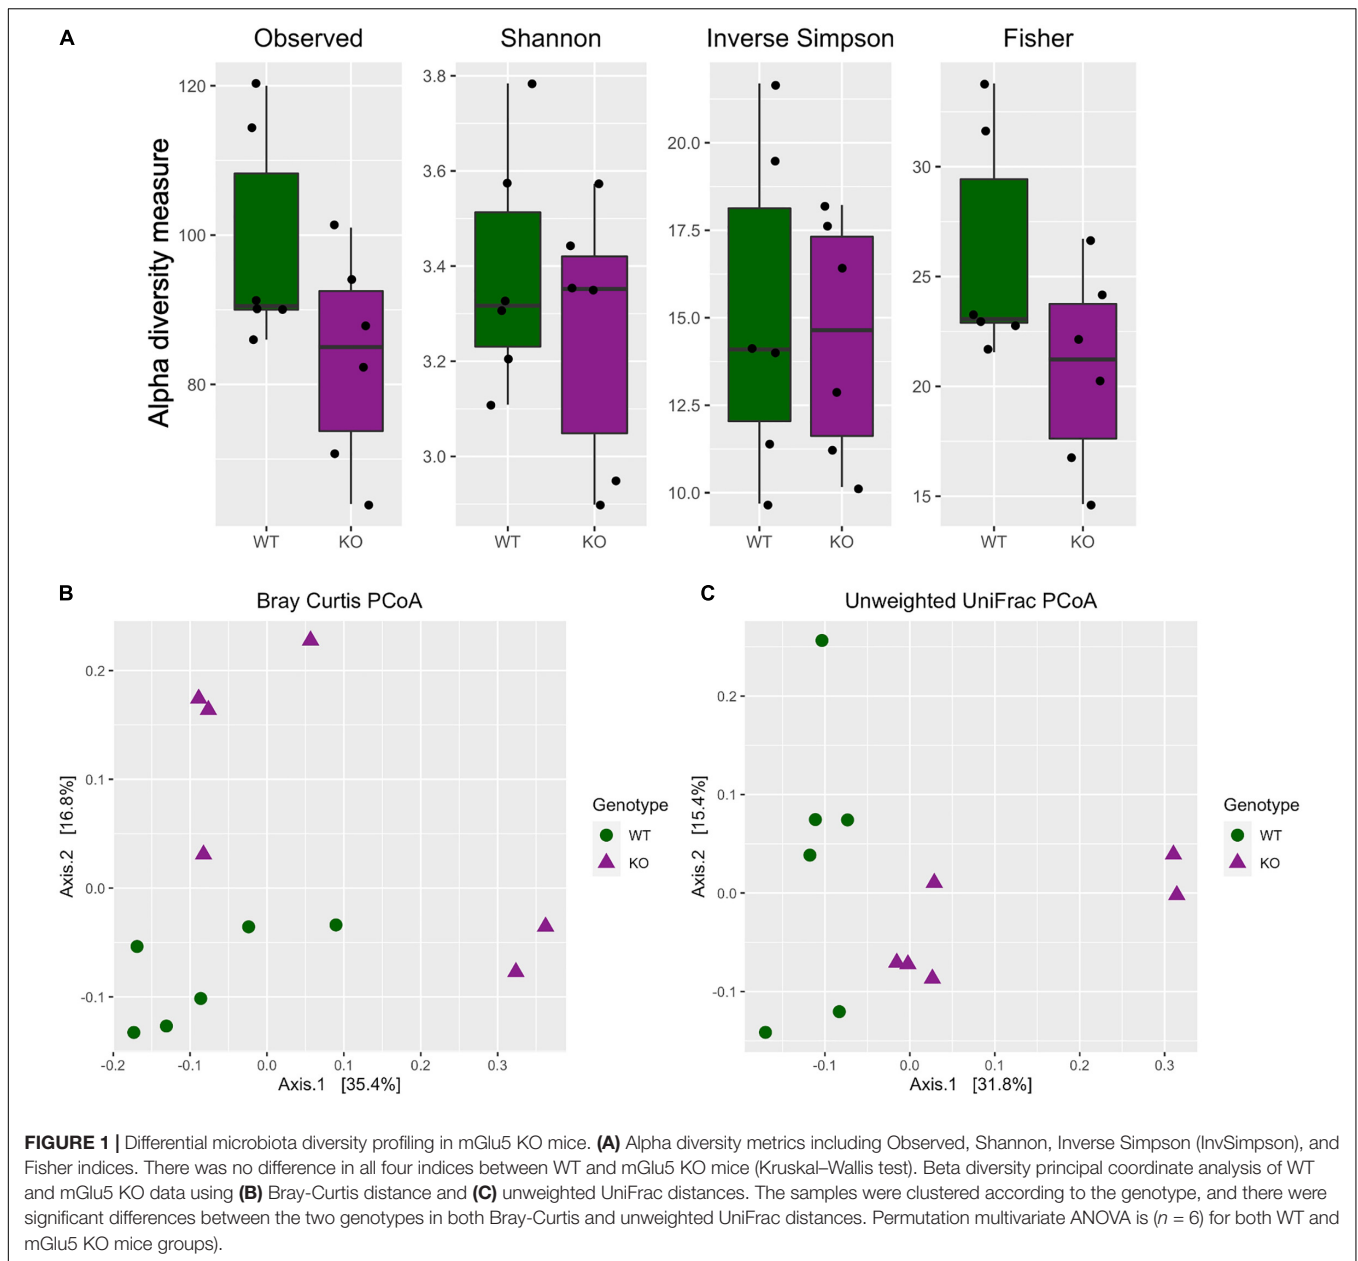 A
Observed
Shannon
Inverse Simpson
Fisher
Alpha diversity measure
120
100
80
WT
KO
3.8
3.6
3.4
3.2
3.0
WT
KO
20.0
17.5
15.0
12.5
10.0
WT
KO
30
25
20
15
WT
KO
B
Bray Curtis PCoA
Axis.2 [16.8%]
0.2
0.1
0.0
-0.1
-0.2
-0.1
0.0
0.1
0.2
0.3
Axis.1 [35.4%]
Genotype
WT
KO
C
Unweighted UniFrac PCoA
Axis.2 [15.4%]
0.2
0.1
0.0
-0.1
-0.1
0.0
0.1
0.2
0.3
Axis.1 [31.8%]
Genotype
WT
KO
FIGURE 1 | Differential microbiota diversity profiling in mGlu5 KO mice. (A) Alpha diversity metrics including Observed, Shannon, Inverse Simpson (InvSimpson), and
Fisher indices. There was no difference in all four indices between WT and mGlu5 KO mice (Kruskal–Wallis test). Beta diversity principal coordinate analysis of WT
and mGlu5 KO data using (B) Bray-Curtis distance and (C) unweighted UniFrac distances. The samples were clustered according to the genotype, and there were
significant differences between the two genotypes in both Bray-Curtis and unweighted UniFrac distances. Permutation multivariate ANOVA is (n = 6) for both WT and
mGlu5 KO mice groups).